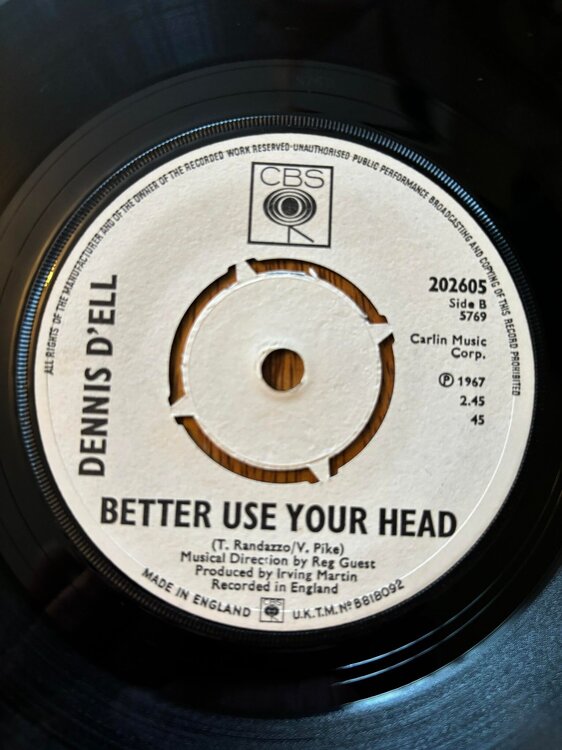 ALL RIGHTS OF THE MANUFACTURER AND OF THE OWNER OF THE RECORDED WORK RESERVED·UNAUTHORISED PUBLIC PERFORMANCE BROADCASTING AND COPYING OF THIS RECORD PROHIBITED
CBS
DENNIS D'ELL
202605
Side B
5769
Carlin Music
Corp.
℗ 1967
2.45
45
BETTER USE YOUR HEAD
(T. Randazzo/V. Pike)
Musical Direction by Reg Guest
Produced by Irving Martin
Recorded in England
MADE IN ENGLAND CBS U.K.T.M.Nº B818092